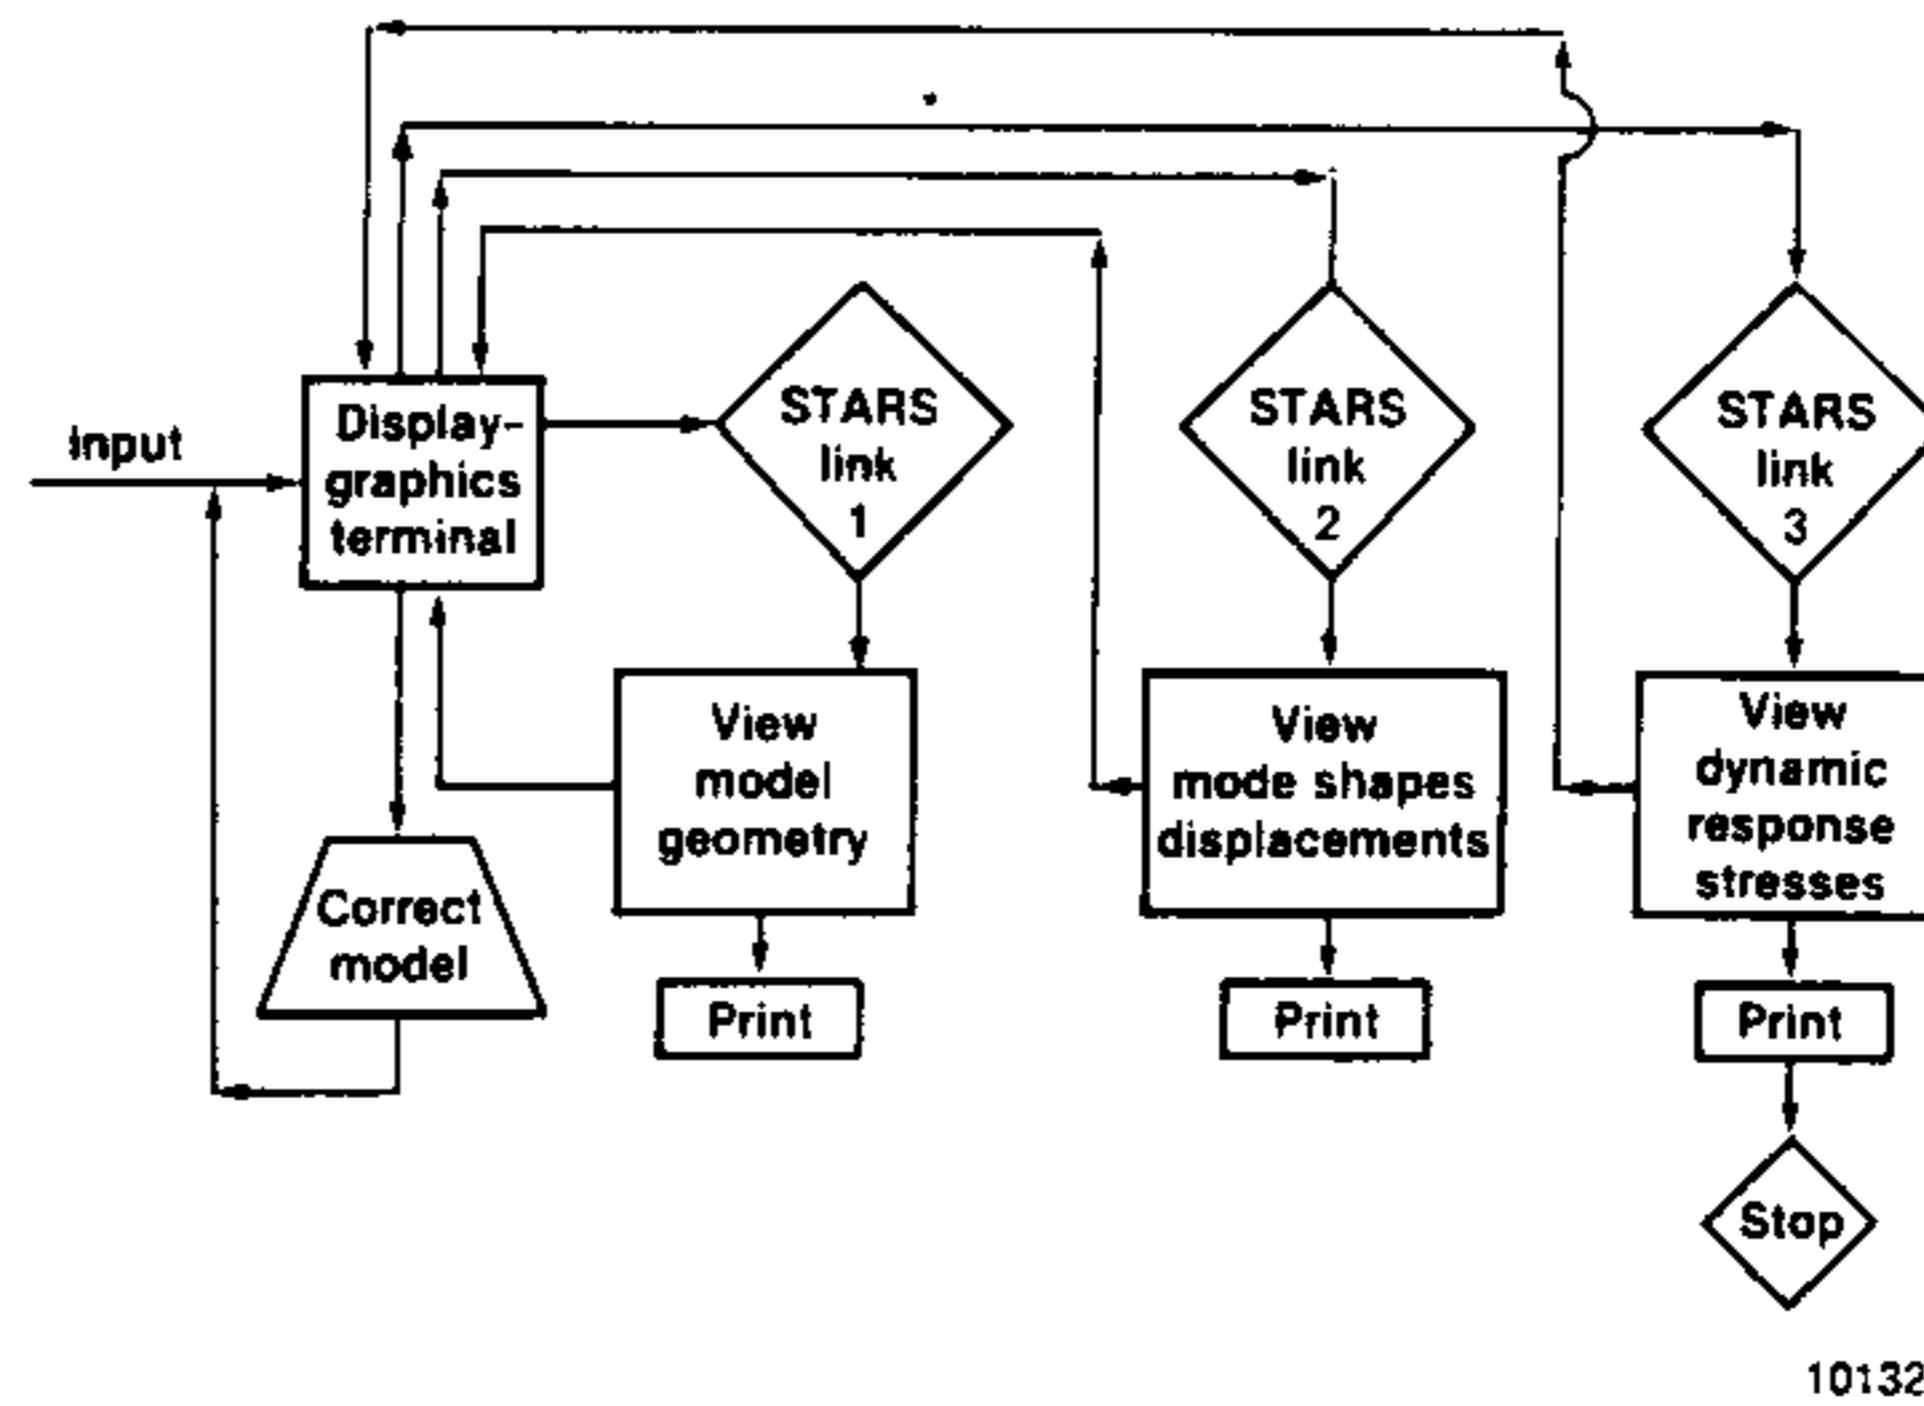 Input
Display-
graphics
terminal
STARS
link
1
STARS
link
2
STARS
link
3
View
model
geometry
View
mode shapes
displacements
View
dynamic
response
stresses
Correct
model
Print
Print
Print
Stop
10132